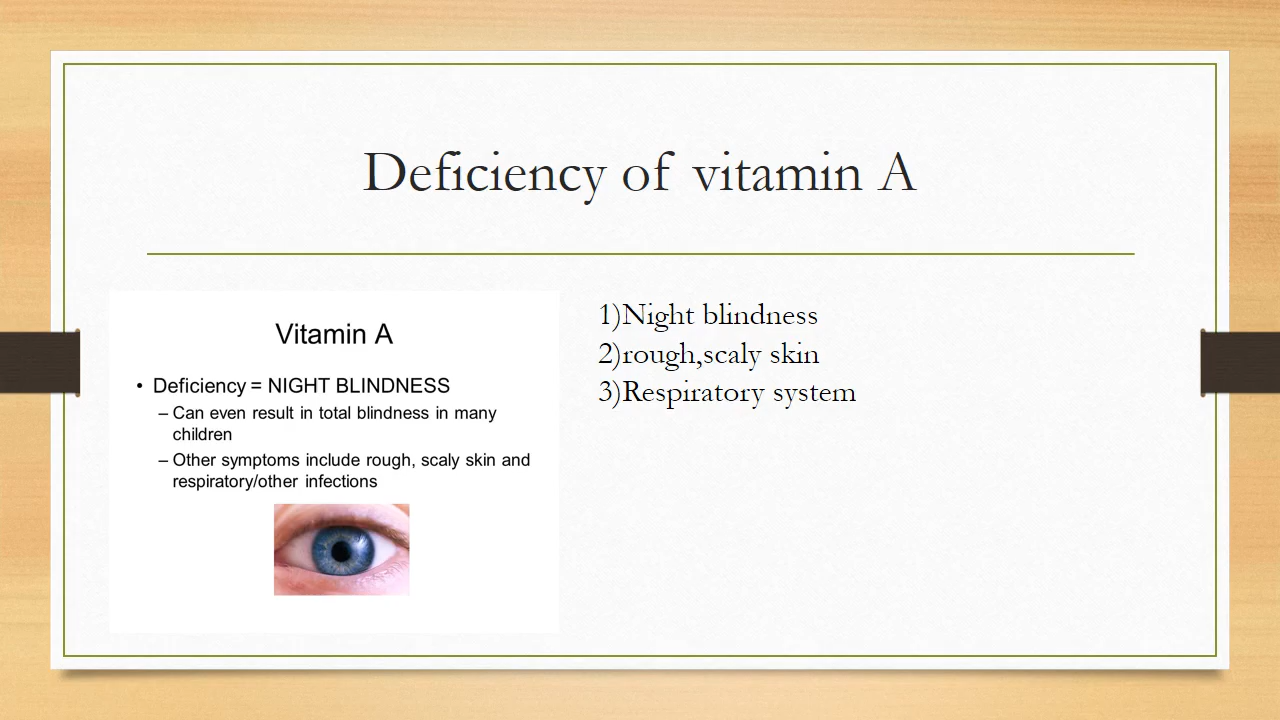 Deficiency of vitamin A
Vitamin A
• Deficiency = NIGHT BLINDNESS
– Can even result in total blindness in many
children
– Other symptoms include rough, scaly skin and
respiratory/other infections
1)Night blindness
2)rough,scaly skin
3)Respiratory system